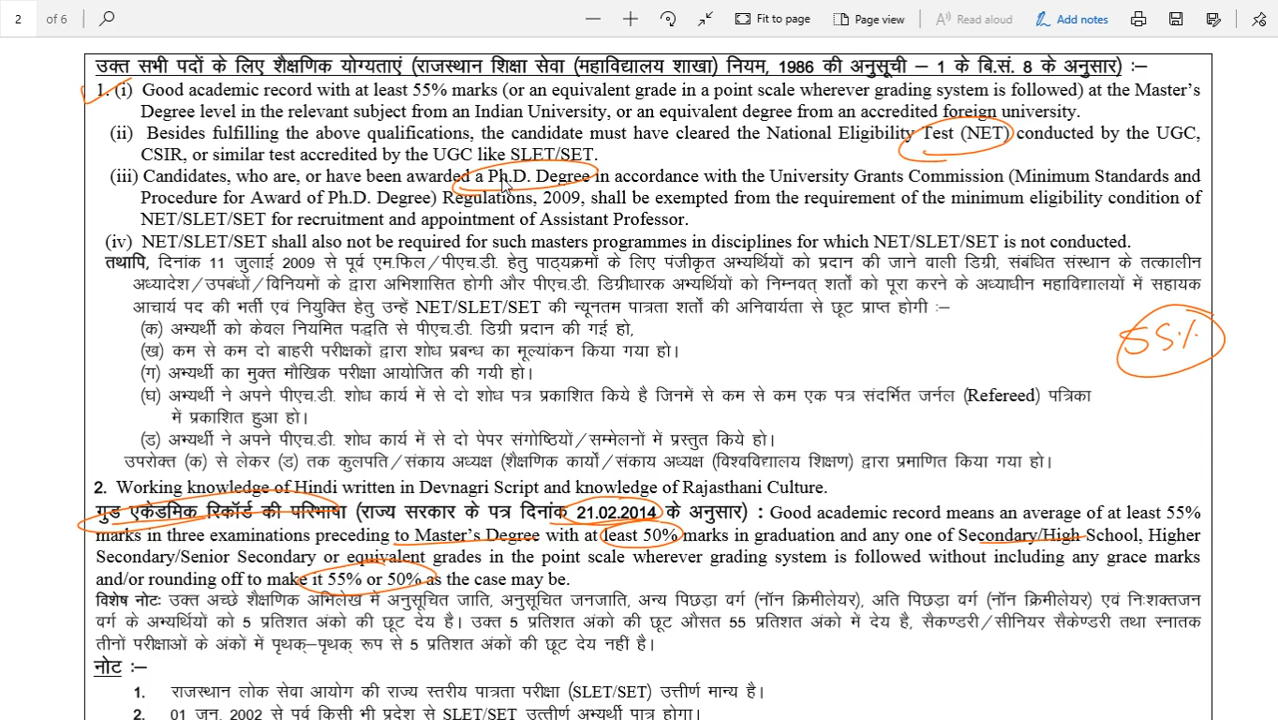 2 of 6 Fit to page Page view Read aloud Add notes
उक्त सभी पदों के लिए शैक्षणिक योग्यताएं (राजस्थान शिक्षा सेवा (महाविद्यालय शाखा) नियम, 1986 की अनुसूची – 1 के बि.सं. 8 के अनुसार) :–
1. (i) Good academic record with at least 55% marks (or an equivalent grade in a point scale wherever grading system is followed) at the Master's
Degree level in the relevant subject from an Indian University, or an equivalent degree from an accredited foreign university.
(ii) Besides fulfilling the above qualifications, the candidate must have cleared the National Eligibility Test (NET) conducted by the UGC,
CSIR, or similar test accredited by the UGC like SLET/SET.
(iii) Candidates, who are, or have been awarded a Ph.D. Degree in accordance with the University Grants Commission (Minimum Standards and
Procedure for Award of Ph.D. Degree) Regulations, 2009, shall be exempted from the requirement of the minimum eligibility condition of
NET/SLET/SET for recruitment and appointment of Assistant Professor.
(iv) NET/SLET/SET shall also not be required for such masters programmes in disciplines for which NET/SLET/SET is not conducted.
तथापि, दिनांक 11 जुलाई 2009 से पूर्व एम.फिल/पीएच.डी. हेतु पाठ्यक्रमों के लिए पंजीकृत अभ्यर्थियों को प्रदान की जाने वाली डिग्री, संबंधित संस्थान के तत्कालीन
अध्यादेश/उपबंधों/विनियमों के द्वारा अभिशासित होगी और पीएच.डी. डिग्रीधारक अभ्यर्थियों को निम्नवत् शर्तों को पूरा करने के अध्याधीन महाविद्यालयों में सहायक
आचार्य पद की भर्ती एवं नियुक्ति हेतु उन्हें NET/SLET/SET की न्यूनतम पात्रता शर्तों की अनिवार्यता से छूट प्राप्त होगी :–
(क) अभ्यर्थी को केवल नियमित पद्धति से पीएच.डी. डिग्री प्रदान की गई हो,
55%
(ख) कम से कम दो बाहरी परीक्षकों द्वारा शोध प्रबन्ध का मूल्यांकन किया गया हो।
(ग) अभ्यर्थी का मुक्त मौखिक परीक्षा आयोजित की गयी हो।
(घ) अभ्यर्थी ने अपने पीएच.डी. शोध कार्य में से दो शोध पत्र प्रकाशित किये है जिनमें से कम से कम एक पत्र संदर्भित जर्नल (Refereed) पत्रिका
में प्रकाशित हुआ हो।
(ड) अभ्यर्थी ने अपने पीएच.डी. शोध कार्य में से दो पेपर संगोष्ठियों/सम्मेलनों में प्रस्तुत किये हो।
उपरोक्त (क) से लेकर (ड) तक कुलपति/संकाय अध्यक्ष (शैक्षणिक कार्यों/संकाय अध्यक्ष (विश्वविद्यालय शिक्षण) द्वारा प्रमाणित किया गया हो।
2. Working knowledge of Hindi written in Devnagri Script and knowledge of Rajasthani Culture.
गुड एकेडमिक रिकॉर्ड की परिभाषा (राज्य सरकार के पत्र दिनांक 21.02.2014 के अनुसार) : Good academic record means an average of at least 55%
marks in three examinations preceding to Master's Degree with at least 50% marks in graduation and any one of Secondary/High School, Higher
Secondary/Senior Secondary or equivalent grades in the point scale wherever grading system is followed without including any grace marks
and/or rounding off to make it 55% or 50% as the case may be.
विशेष नोटः उक्त अच्छे शैक्षणिक अभिलेख में अनुसूचित जाति, अनुसूचित जनजाति, अन्य पिछड़ा वर्ग (नॉन क्रिमीलेयर), अति पिछड़ा वर्ग (नॉन क्रिमीलेयर) एवं निःशक्तजन
वर्ग के अभ्यर्थियों को 5 प्रतिशत अंकों की छूट देय है। उक्त 5 प्रतिशत अंकों की छूट औसत 55 प्रतिशत अंकों में देय है, सैकण्डरी/सीनियर सैकेण्डरी तथा स्नातक
तीनों परीक्षाओं के अंकों में पृथक्–पृथक् रूप से 5 प्रतिशत अंकों की छूट देय नहीं है।
नोट :–
1. राजस्थान लोक सेवा आयोग की राज्य स्तरीय पात्रता परीक्षा (SLET/SET) उत्तीर्ण मान्य है।
2. 01 जून, 2002 से पूर्व किसी भी प्रदेश से SLET/SET उत्तीर्ण अभ्यर्थी पात्र होगा।